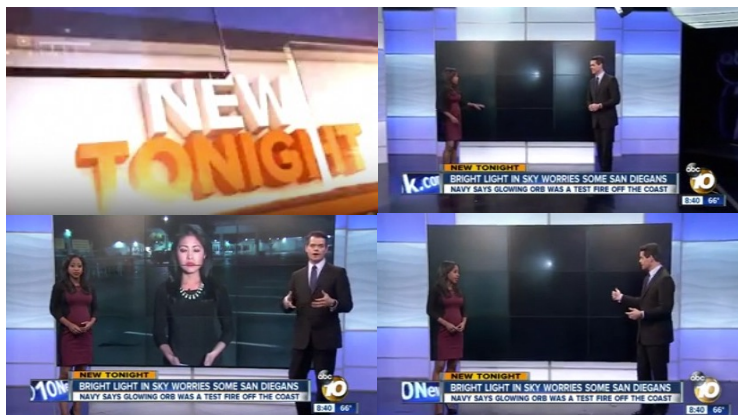 NEW
TONIGHT
NEW TONIGHT
BRIGHT LIGHT IN SKY WORRIES SOME SAN DIEGANS
NAVY SAYS GLOWING ORB WAS A TEST FIRE OFF THE COAST
k.com
abc
10
8:40 66°
NEW TONIGHT
BRIGHT LIGHT IN SKY WORRIES SOME SAN DIEGANS
NAVY SAYS GLOWING ORB WAS A TEST FIRE OFF THE COAST
10Ne
abc
10
8:40 66°
NEW TONIGHT
BRIGHT LIGHT IN SKY WORRIES SOME SAN DIEGANS
NAVY SAYS GLOWING ORB WAS A TEST FIRE OFF THE COAST
0New
abc
10
8:40 66°